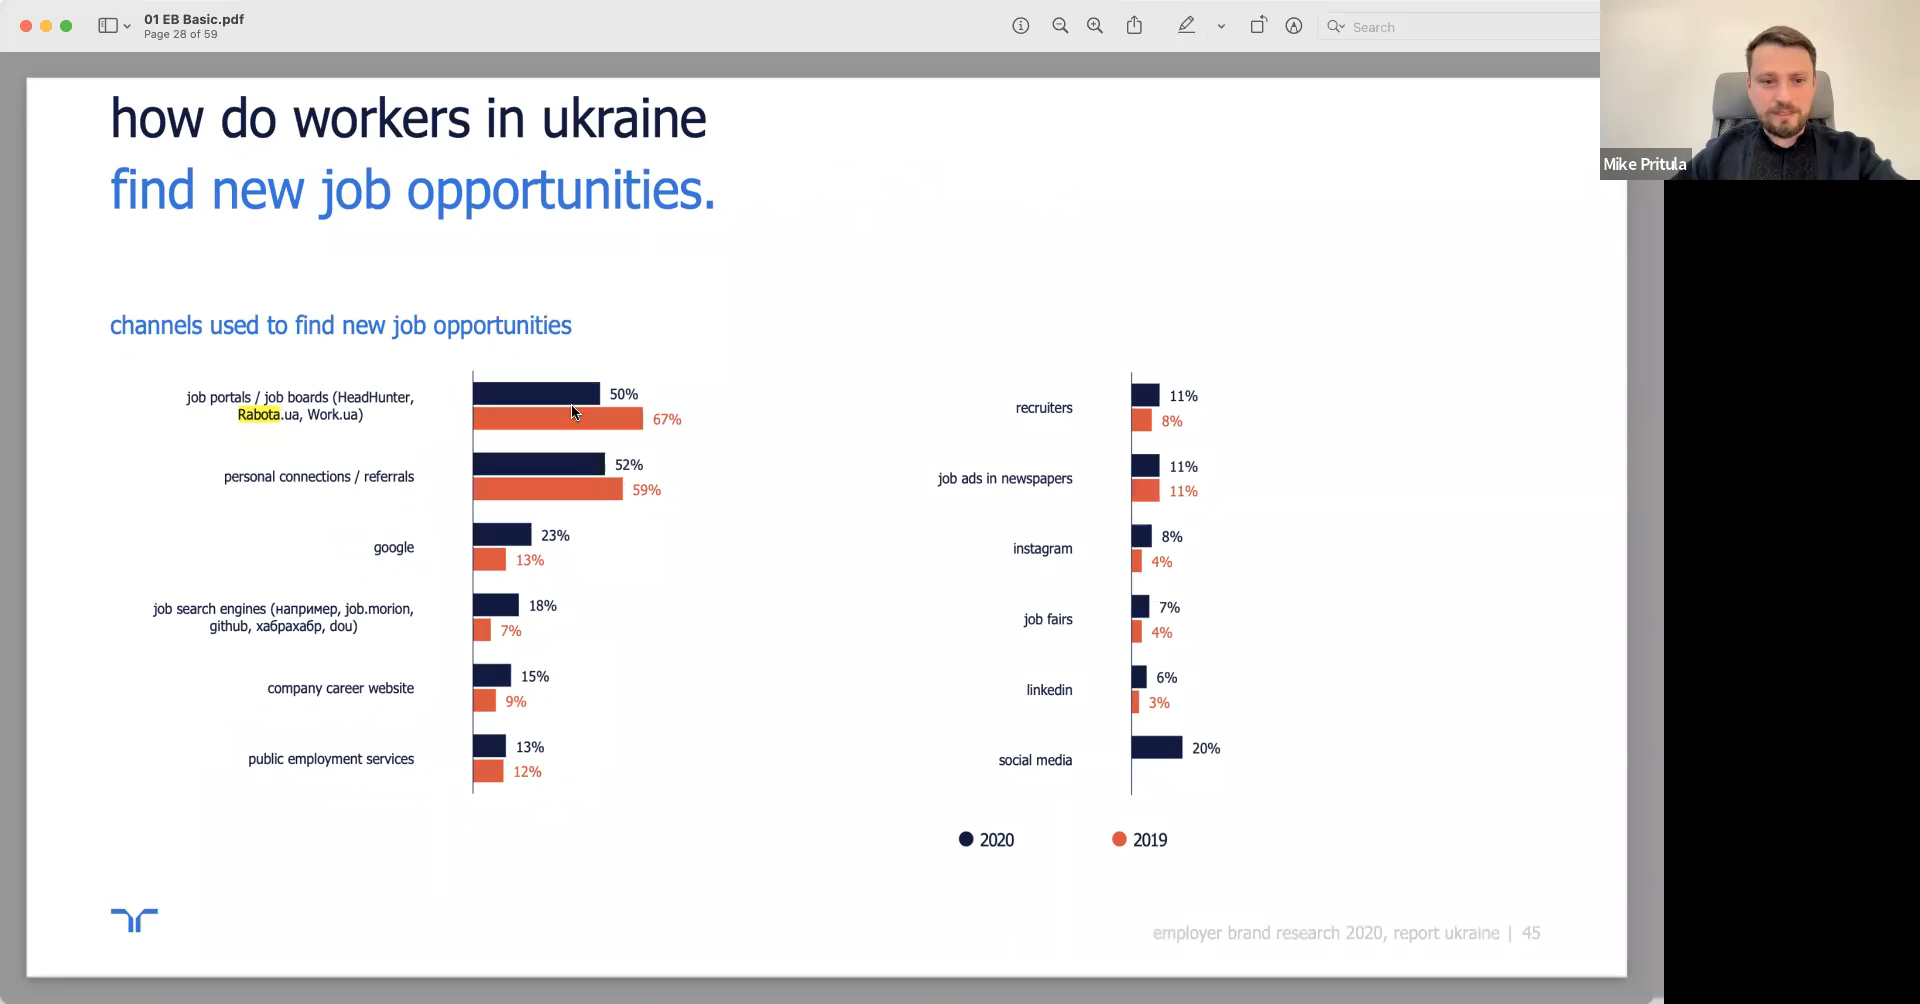 01 EB Basic.pdf
Page 28 of 59
Search
Mike Pritula
how do workers in ukraine
find new job opportunities.
channels used to find new job opportunities
job portals / job boards (HeadHunter,
Rabota.ua, Work.ua)
50%
67%
personal connections / referrals
52%
59%
google
23%
13%
job search engines (например, job.morion,
github, хабрахабр, dou)
18%
7%
company career website
15%
9%
public employment services
13%
12%
recruiters
11%
8%
job ads in newspapers
11%
11%
instagram
8%
4%
job fairs
7%
4%
linkedin
6%
3%
social media
20%
2020
2019
employer brand research 2020, report ukraine | 45